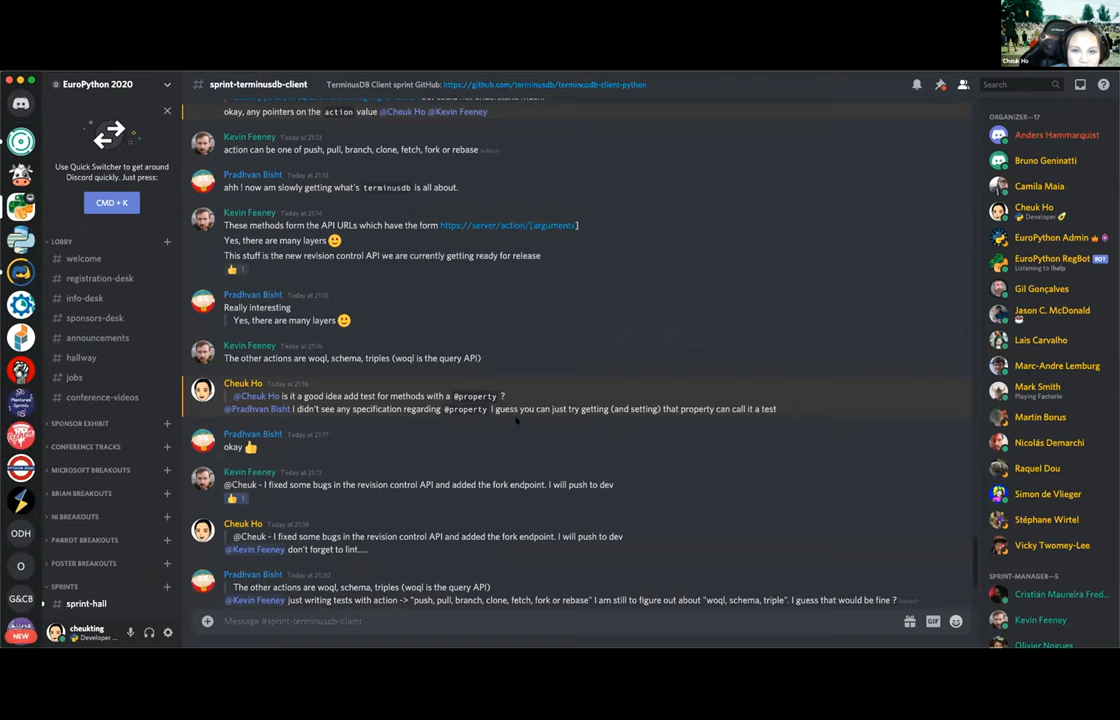 Cheuk Ho
EuroPython 2020
# sprint-terminusdb-client
TerminusDB Client sprint GitHub: https://github.com/terminusdb/terminusdb-client-python
Search
Use Quick Switcher to get around
Discord quickly. Just press:
CMD + K
LOBBY
# welcome
# registration-desk
# info-desk
# sponsors-desk
# announcements
# hallway
# jobs
# conference-videos
SPONSOR EXHIBIT
CONFERENCE TRACKS
MICROSOFT BREAKOUTS
BRIAN BREAKOUTS
NI BREAKOUTS
PARROT BREAKOUTS
POSTER BREAKOUTS
SPRINTS
# sprint-hall
ODH
O
G&CB
NEW
cheukting
Developer ...
okay, any pointers on the action value @Cheuk Ho @Kevin Feeney
Kevin Feeney Today at 21:13
action can be one of push, pull, branch, clone, fetch, fork or rebase (edited)
Pradhvan Bisht Today at 21:13
ahh ! now am slowly getting what's terminusdb is all about.
Kevin Feeney Today at 21:14
These methods form the API URLs which have the form https://server/action/[arguments]
Yes, there are many layers
This stuff is the new revision control API we are currently getting ready for release
1
Pradhvan Bisht Today at 21:15
Really interesting
Yes, there are many layers
Kevin Feeney Today at 21:16
The other actions are woql, schema, triples (woql is the query API)
Cheuk Ho Today at 21:16
@Cheuk Ho is it a good idea add test for methods with a @property ?
@Pradhvan Bisht I didn't see any specification regarding @property I guess you can just try getting (and setting) that property can call it a test
Pradhvan Bisht Today at 21:17
okay
Kevin Feeney Today at 21:17
@Cheuk - I fixed some bugs in the revision control API and added the fork endpoint. I will push to dev
1
Cheuk Ho Today at 21:18
@Cheuk - I fixed some bugs in the revision control API and added the fork endpoint. I will push to dev
@Kevin Feeney don't forget to lint.....
Pradhvan Bisht Today at 21:20
The other actions are woql, schema, triples (woql is the query API)
@Kevin Feeney just writing tests with action -> "push, pull, branch, clone, fetch, fork or rebase" I am still to figure out about "woql, schema, triple". I guess that would be fine ? (edited)
Message #sprint-terminusdb-client
GIF
ORGANIZER—17
Anders Hammarquist
Bruno Geninatti
Camila Maia
Cheuk Ho
Developer
EuroPython Admin
EuroPython RegBot BOT
Listening to !help
Gil Gonçalves
Jason C. McDonald
Lais Carvalho
Marc-Andre Lemburg
Mark Smith
Playing Factorio
Martin Borus
Nicolás Demarchi
Raquel Dou
Simon de Vlieger
Stéphane Wirtel
Vicky Twomey-Lee
SPRINT-MANAGER—5
Cristián Maureira Fred...
Kevin Feeney
Olivier Nogues